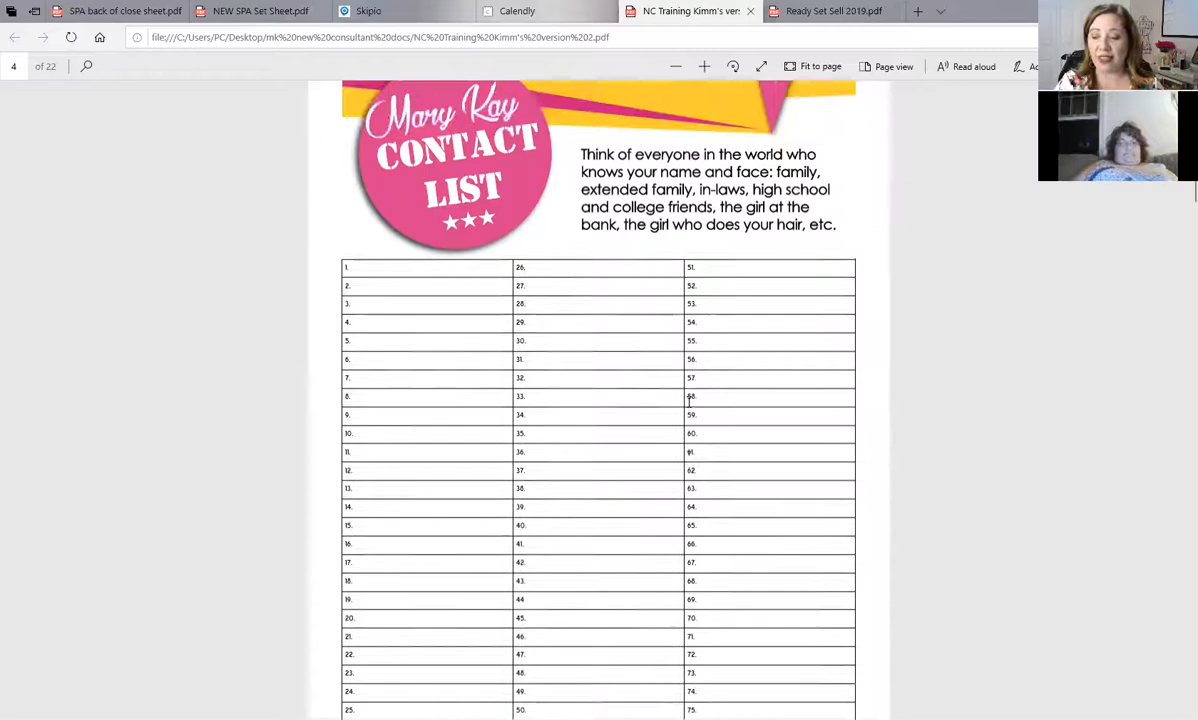 SPA back of close sheet.pdf
NEW SPA Set Sheet.pdf
Skipio
Calendly
NC Training Kimm's ver
Ready Set Sell 2019.pdf
file:///C:/Users/PC/Desktop/mk%20new%20consultant%20docs/NC%20Training%20Kimm's%20version%202.pdf
4 of 22
Fit to page
Page view
Read aloud
Mary Kay
CONTACT
LIST
Think of everyone in the world who
knows your name and face: family,
extended family, in-laws, high school
and college friends, the girl at the
bank, the girl who does your hair, etc.
1. 26. 51.
2. 27. 52.
3. 28. 53.
4. 29. 54.
5. 30. 55.
6. 31. 56.
7. 32. 57.
8. 33. 58.
9. 34. 59.
10. 35. 60.
11. 36. 61.
12. 37. 62.
13. 38. 63.
14. 39. 64.
15. 40. 65.
16. 41. 66.
17. 42. 67.
18. 43. 68.
19. 44 69.
20. 45. 70.
21. 46. 71.
22. 47. 72.
23. 48. 73.
24. 49. 74.
25. 50. 75.